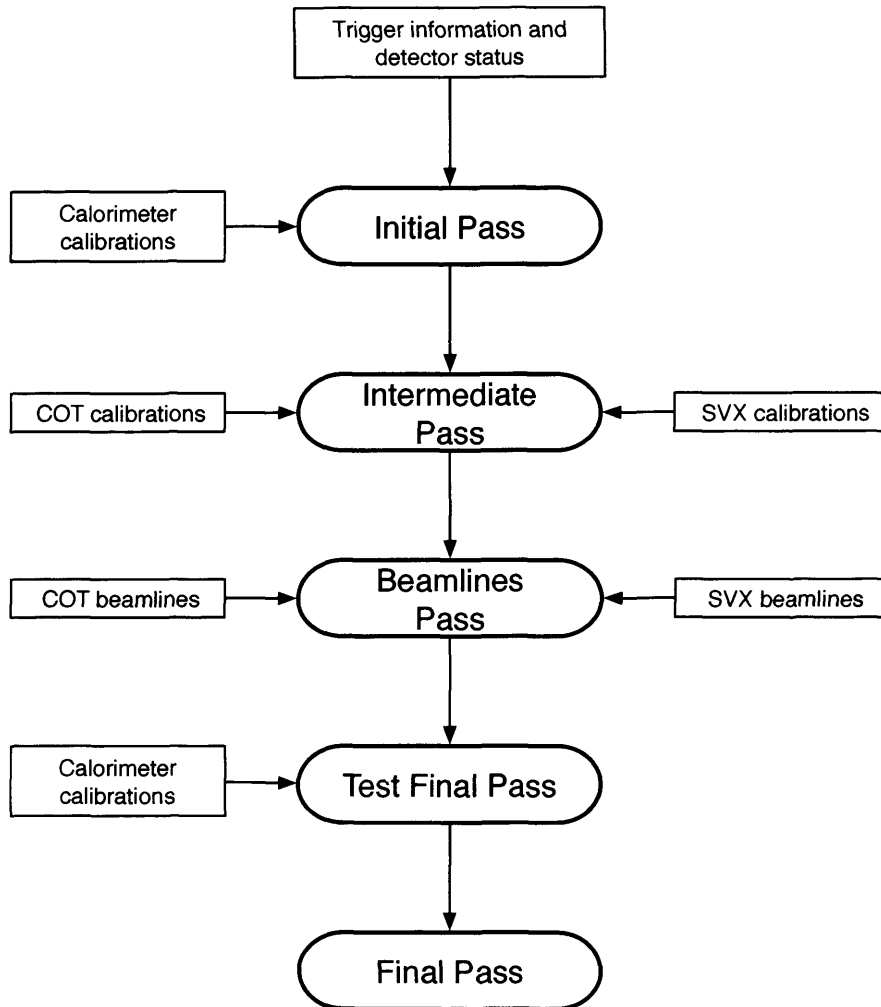 Trigger information and
detector status
Calorimeter
calibrations
Initial Pass
COT calibrations
Intermediate
Pass
SVX calibrations
COT beamlines
Beamlines
Pass
SVX beamlines
Calorimeter
calibrations
Test Final Pass
Final Pass